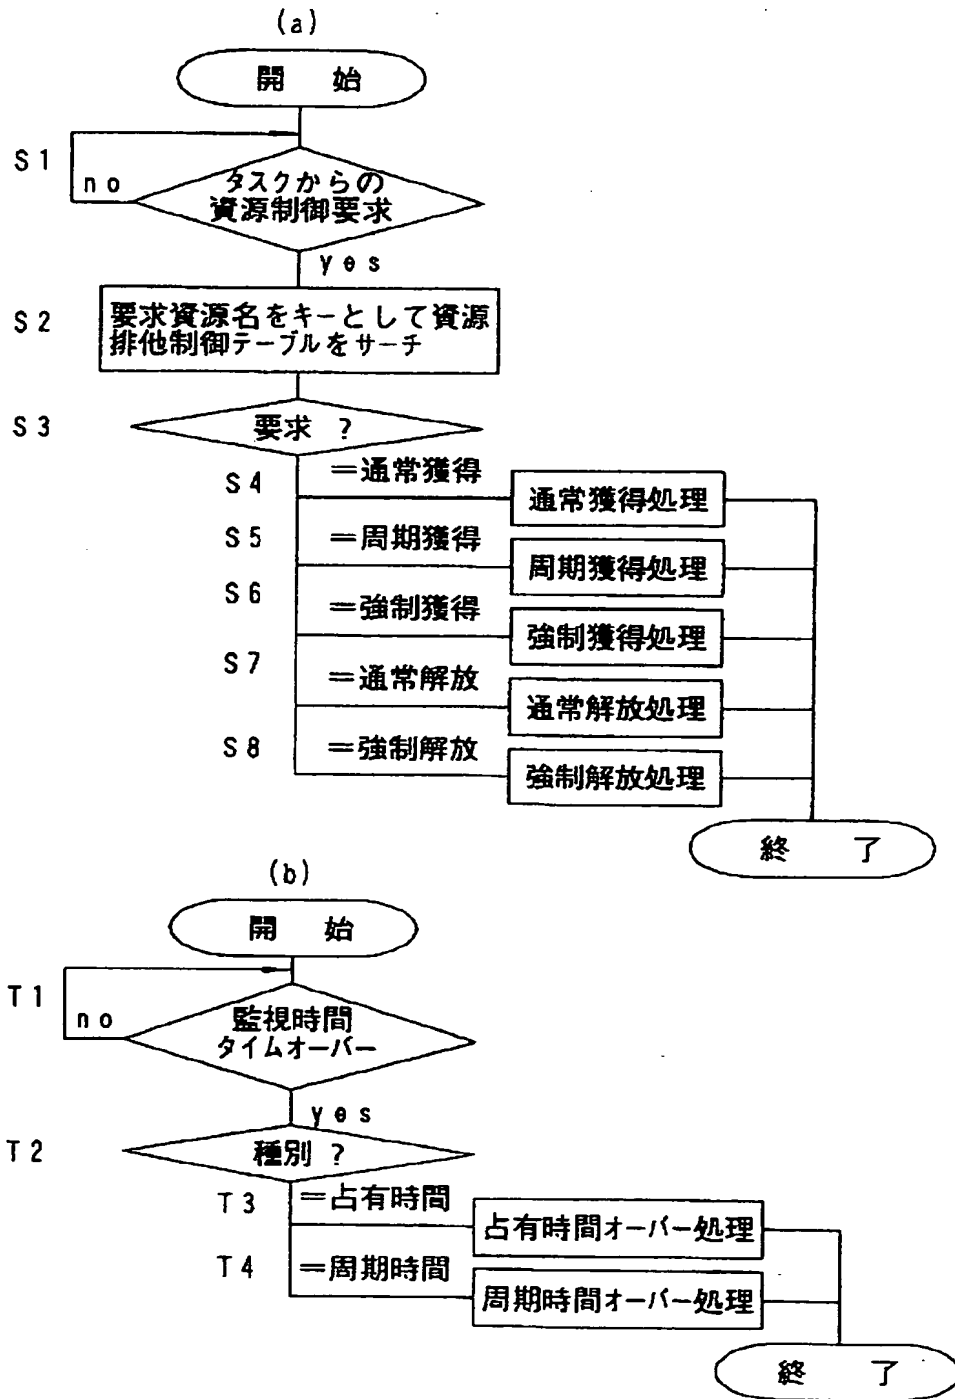 (a)
開 始
S1
no
タスクからの
資源制御要求
yes
S2
要求資源名をキーとして資源
排他制御テーブルをサーチ
S3
要求 ?
S4
=通常獲得
通常獲得処理
S5
=周期獲得
周期獲得処理
S6
=強制獲得
強制獲得処理
S7
=通常解放
通常解放処理
S8
=強制解放
強制解放処理
終 了
(b)
開 始
T1
no
監視時間
タイムオーバー
yes
T2
種別 ?
T3
=占有時間
占有時間オーバー処理
T4
=周期時間
周期時間オーバー処理
終 了